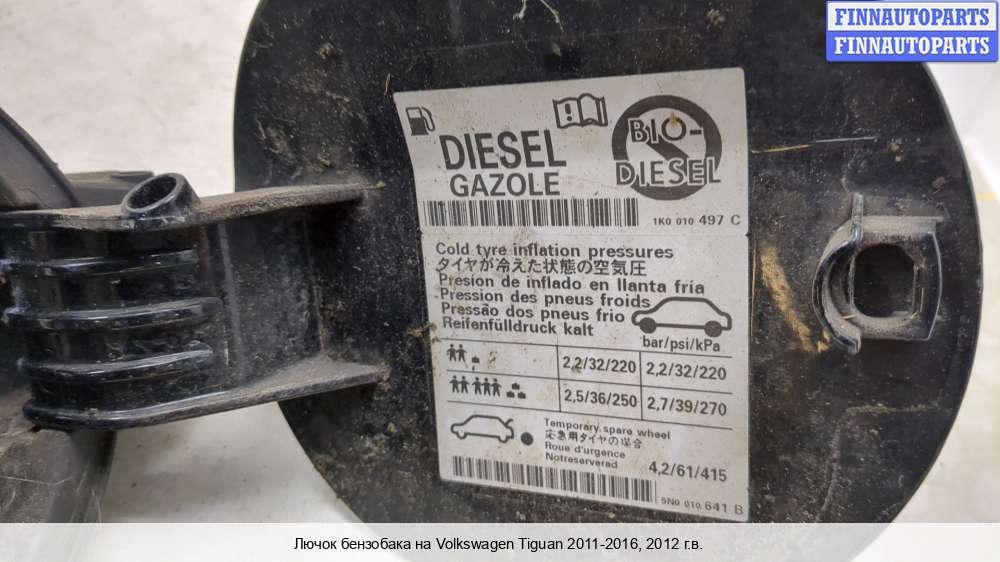 FINNAUTOPARTS
FINNAUTOPARTS
BIO-
DIESEL
DIESEL
GAZOLE
1K0 010 497 C
Cold tyre inflation pressures
タイヤが冷えた状態の空気圧
Presion de inflado en llanta fría
Pression des pneus froids
Pressão dos pneus frio
Reifenfülldruck kalt
bar/psi/kPa
2,2/32/220 2,2/32/220
2,5/36/250 2,7/39/270
Temporary spare wheel
応急用タイヤの場合
Roue d'urgence
Notreserverad
4,2/61/415
5N0 010 641 B
Лючок бензобака на Volkswagen Tiguan 2011-2016, 2012 г.в.